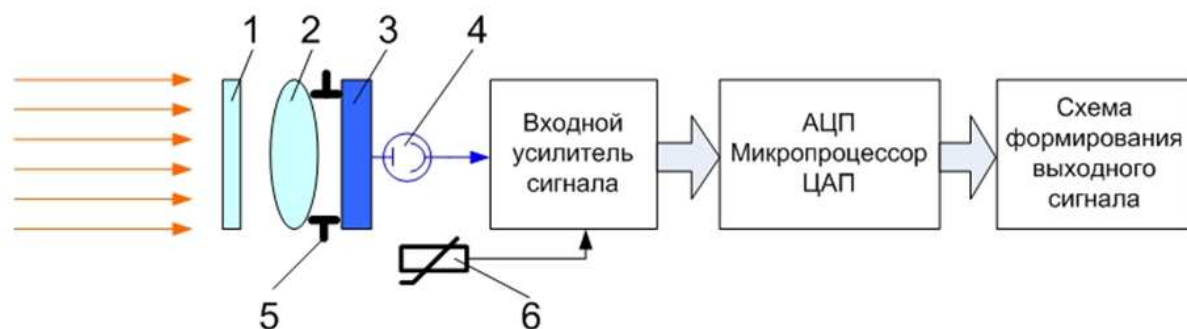 1
2
3
4
Входной
усилитель
сигнала
АЦП
Микропроцессор
ЦАП
Схема
формирования
выходного
сигнала
5
6